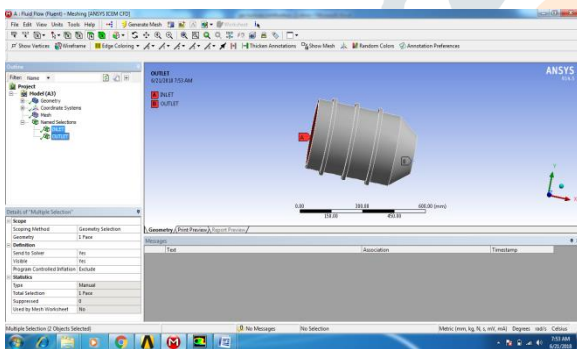 A : Fluid Flow (Fluent) - Meshing [ANSYS ICEM CFD]
File Edit View Units Tools Help Generate Mesh Worksheet
Show Vertices Wireframe Edge Coloring Thicken Annotations Show Mesh Random Colors Annotation Preferences
Outline
Filter: Name
Project
Model (A3)
Geometry
Coordinate Systems
Mesh
Named Selections
INLET
OUTLET
OUTLET
6/21/2018 7:53 AM
A INLET
B OUTLET
ANSYS
A
B
Y
X
0.00 300.00 600.00 (mm)
150.00 450.00
Geometry Print Preview Report Preview
Details of "Multiple Selection"
Scope
Scoping Method Geometry Selection
Geometry 1 Face
Definition
Send to Solver Yes
Visible Yes
Program Controlled Inflation Exclude
Statistics
Type Manual
Total Selection 1 Face
Suppressed 0
Used by Mesh Worksheet No
Messages
Text Association Timestamp
Multiple Selection (2 Objects Selected) No Messages No Selection Metric (mm, kg, N, s, mV, mA) Degrees rad/s Celsius
7:53 AM
6/21/2018